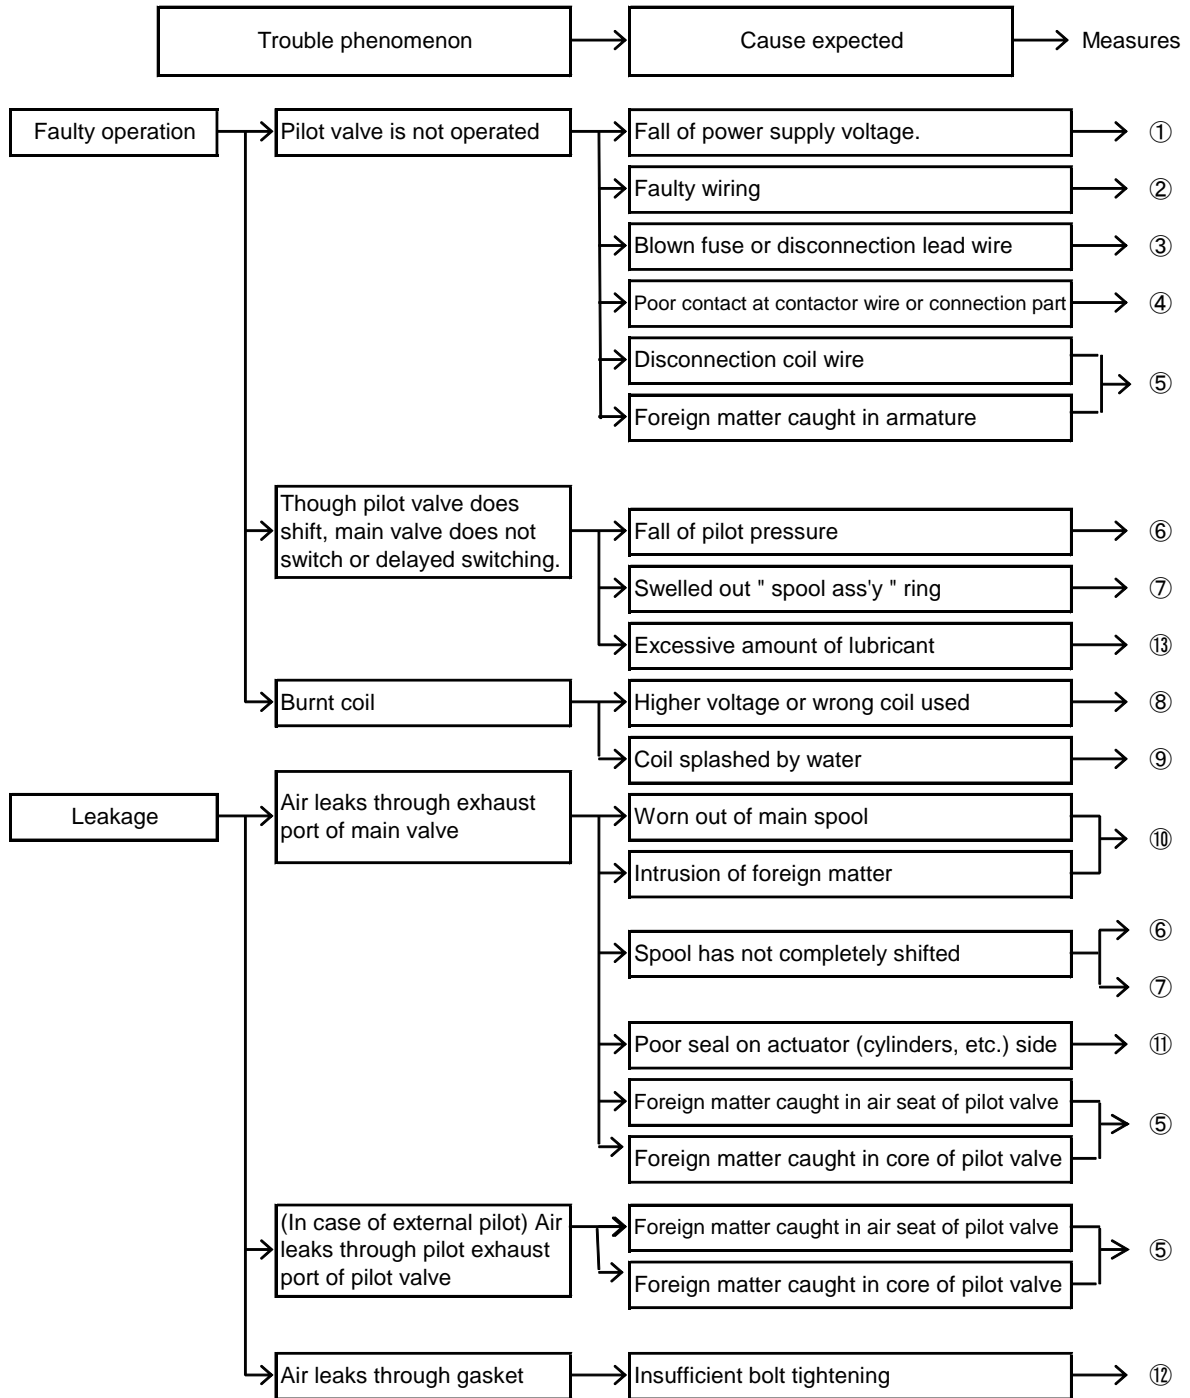 Trouble phenomenon
Cause expected
Measures
Faulty operation
Pilot valve is not operated
Fall of power supply voltage.
①
Faulty wiring
②
Blown fuse or disconnection lead wire
③
Poor contact at contactor wire or connection part
④
Disconnection coil wire
⑤
Foreign matter caught in armature
Though pilot valve does
shift, main valve does not
switch or delayed switching.
Fall of pilot pressure
⑥
Swelled out " spool ass'y " ring
⑦
Excessive amount of lubricant
⑬
Burnt coil
Higher voltage or wrong coil used
⑧
Coil splashed by water
⑨
Leakage
Air leaks through exhaust
port of main valve
Worn out of main spool
⑩
Intrusion of foreign matter
Spool has not completely shifted
⑥
⑦
Poor seal on actuator (cylinders, etc.) side
⑪
Foreign matter caught in air seat of pilot valve
⑤
Foreign matter caught in core of pilot valve
(In case of external pilot) Air
leaks through pilot exhaust
port of pilot valve
Foreign matter caught in air seat of pilot valve
⑤
Foreign matter caught in core of pilot valve
Air leaks through gasket
Insufficient bolt tightening
⑫